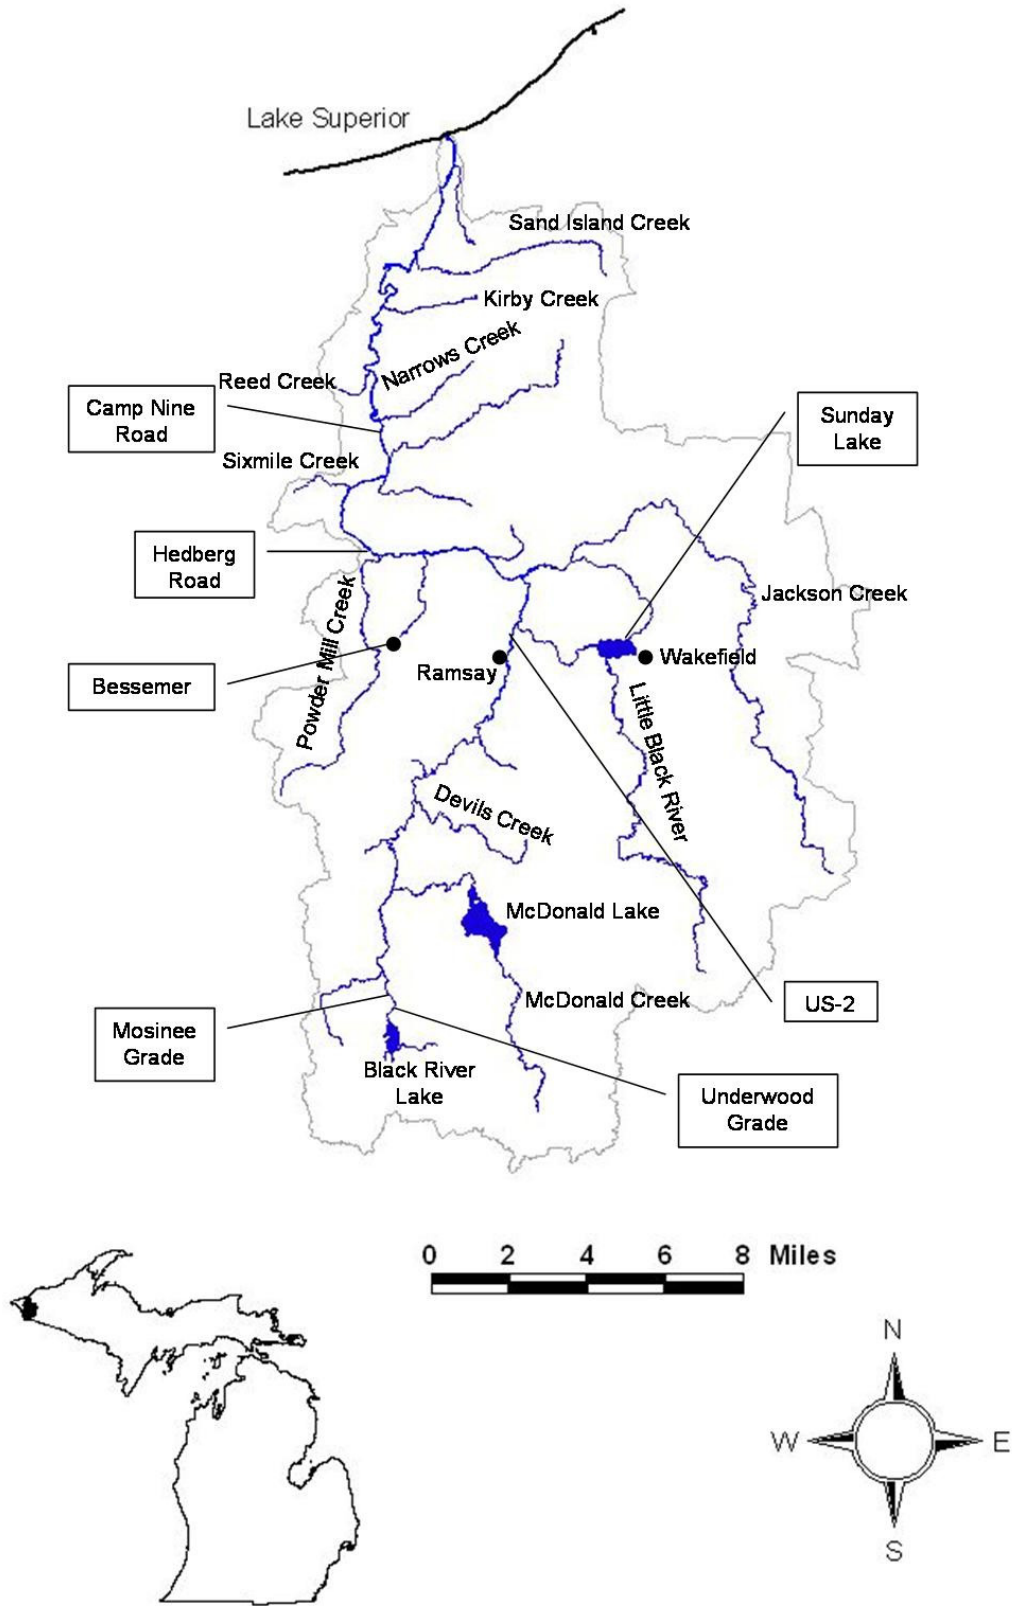 Lake Superior
Sand Island Creek
Kirby Creek
Narrows Creek
Reed Creek
Camp Nine
Road
Sunday
Lake
Sixmile Creek
Hedberg
Road
Jackson Creek
Powder Mill Creek
Wakefield
Ramsay
Bessemer
Little Black River
Devils Creek
McDonald Lake
McDonald Creek
US-2
Mosinee
Grade
Black River
Lake
Underwood
Grade
0 2 4 6 8 Miles
N
W E
S